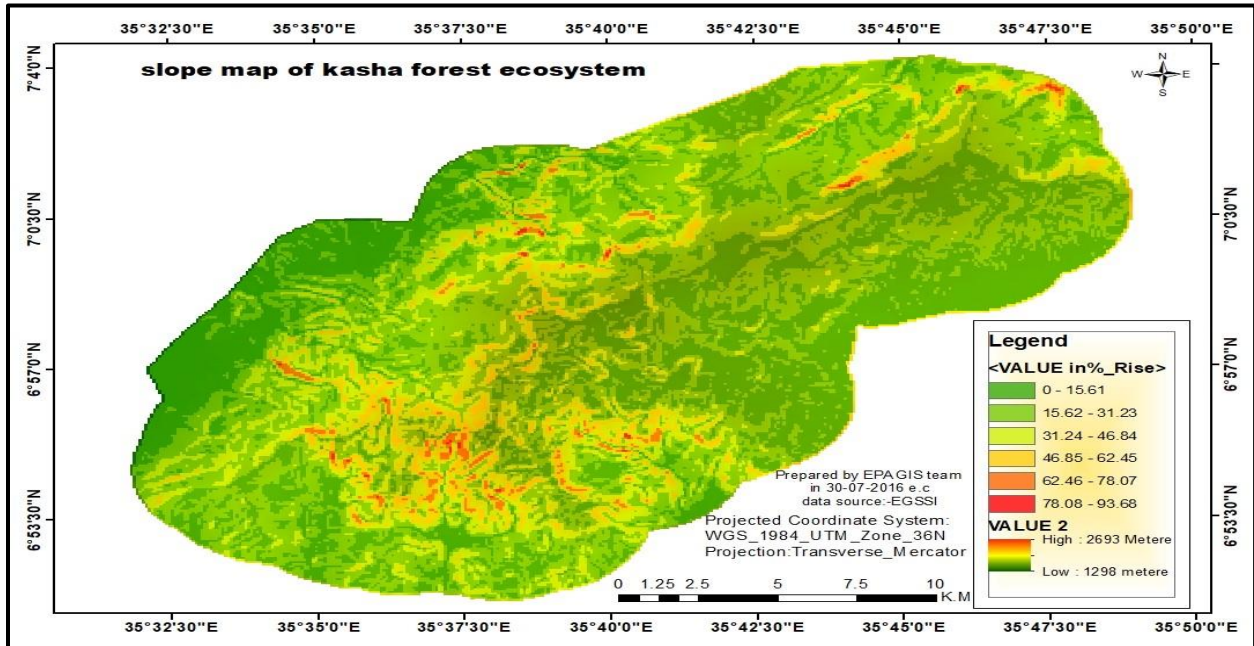 35°32'30"E 35°35'0"E 35°37'30"E 35°40'0"E 35°42'30"E 35°45'0"E 35°47'30"E 35°50'0"E
slope map of kasha forest ecosystem
N
W E
S
7°4'0"N
7°0'30"N
6°57'0"N
6°53'30"N
7°4'0"N
7°0'30"N
6°57'0"N
6°53'30"N
Legend
<VALUE in%_Rise>
0 - 15.61
15.62 - 31.23
31.24 - 46.84
46.85 - 62.45
62.46 - 78.07
78.08 - 93.68
VALUE 2
High : 2693 Metere
Low : 1298 metere
Prepared by EPAGIS team
in 30-07-2016 e.c
data source:-EGSSI
Projected Coordinate System:
WGS_1984_UTM_Zone_36N
Projection:Transverse_Mercator
0 1.25 2.5 5 7.5 10
K.M
35°32'30"E 35°35'0"E 35°37'30"E 35°40'0"E 35°42'30"E 35°45'0"E 35°47'30"E 35°50'0"E